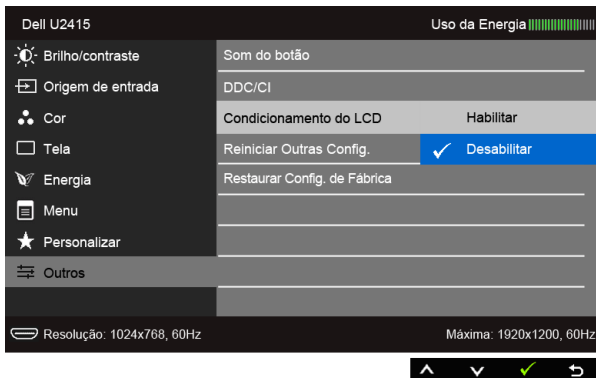 Dell U2415 Uso da Energia
Brilho/contraste Som do botão
Origem de entrada DDC/CI
Cor Condicionamento do LCD Habilitar
Tela Reiniciar Outras Config. Desabilitar
Energia Restaurar Config. de Fábrica
Menu
Personalizar
Outros
Resolução: 1024x768, 60Hz Máxima: 1920x1200, 60Hz